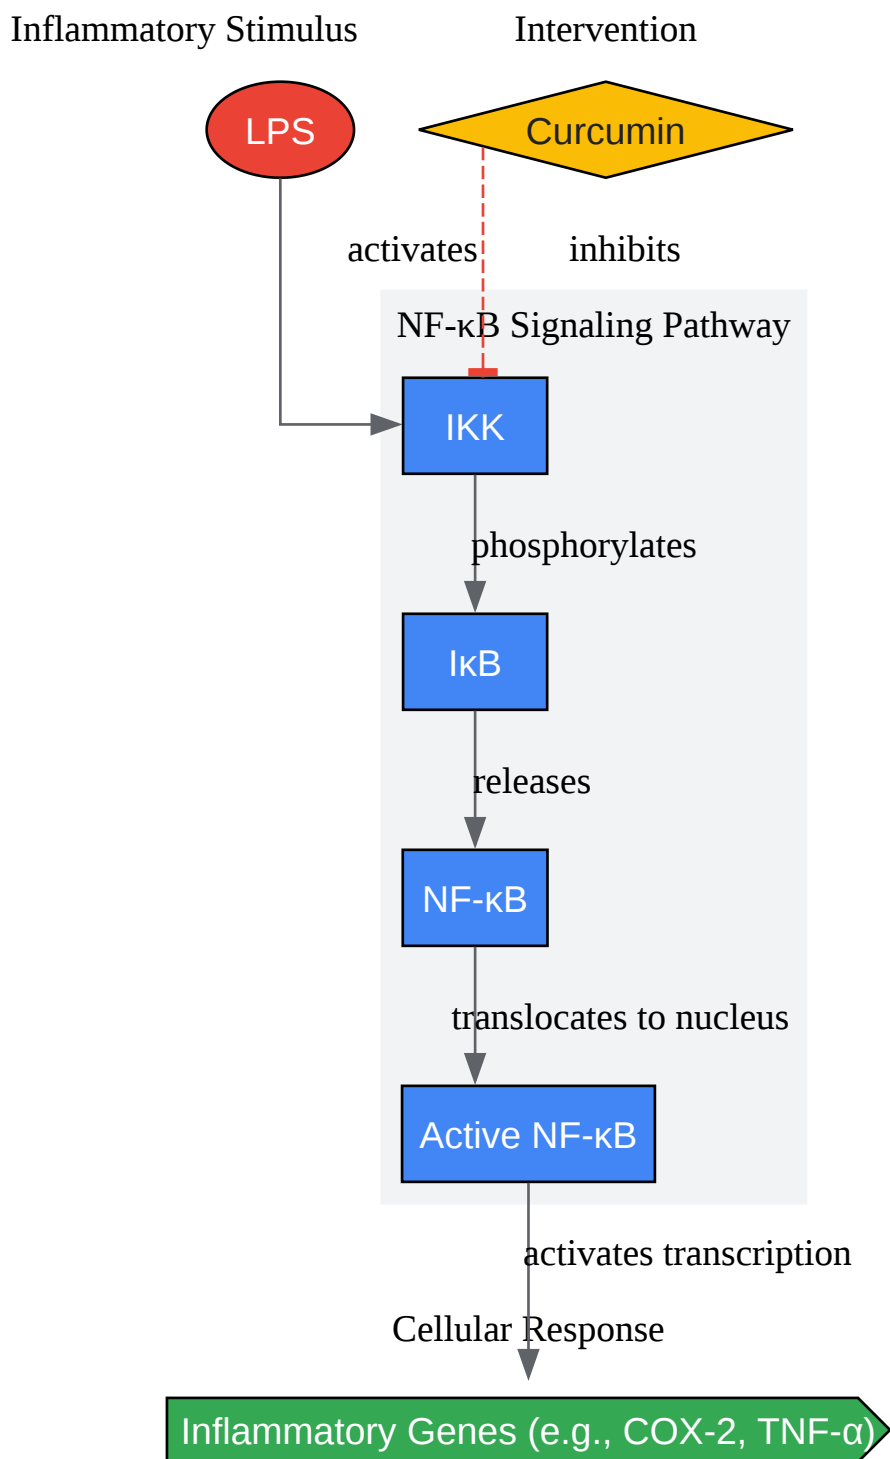 Inflammatory Stimulus
Intervention
LPS
Curcumin
activates
inhibits
NF-κB Signaling Pathway
IKK
phosphorylates
IκB
releases
NF-κB
translocates to nucleus
Active NF-κB
activates transcription
Cellular Response
Inflammatory Genes (e.g., COX-2, TNF-α)